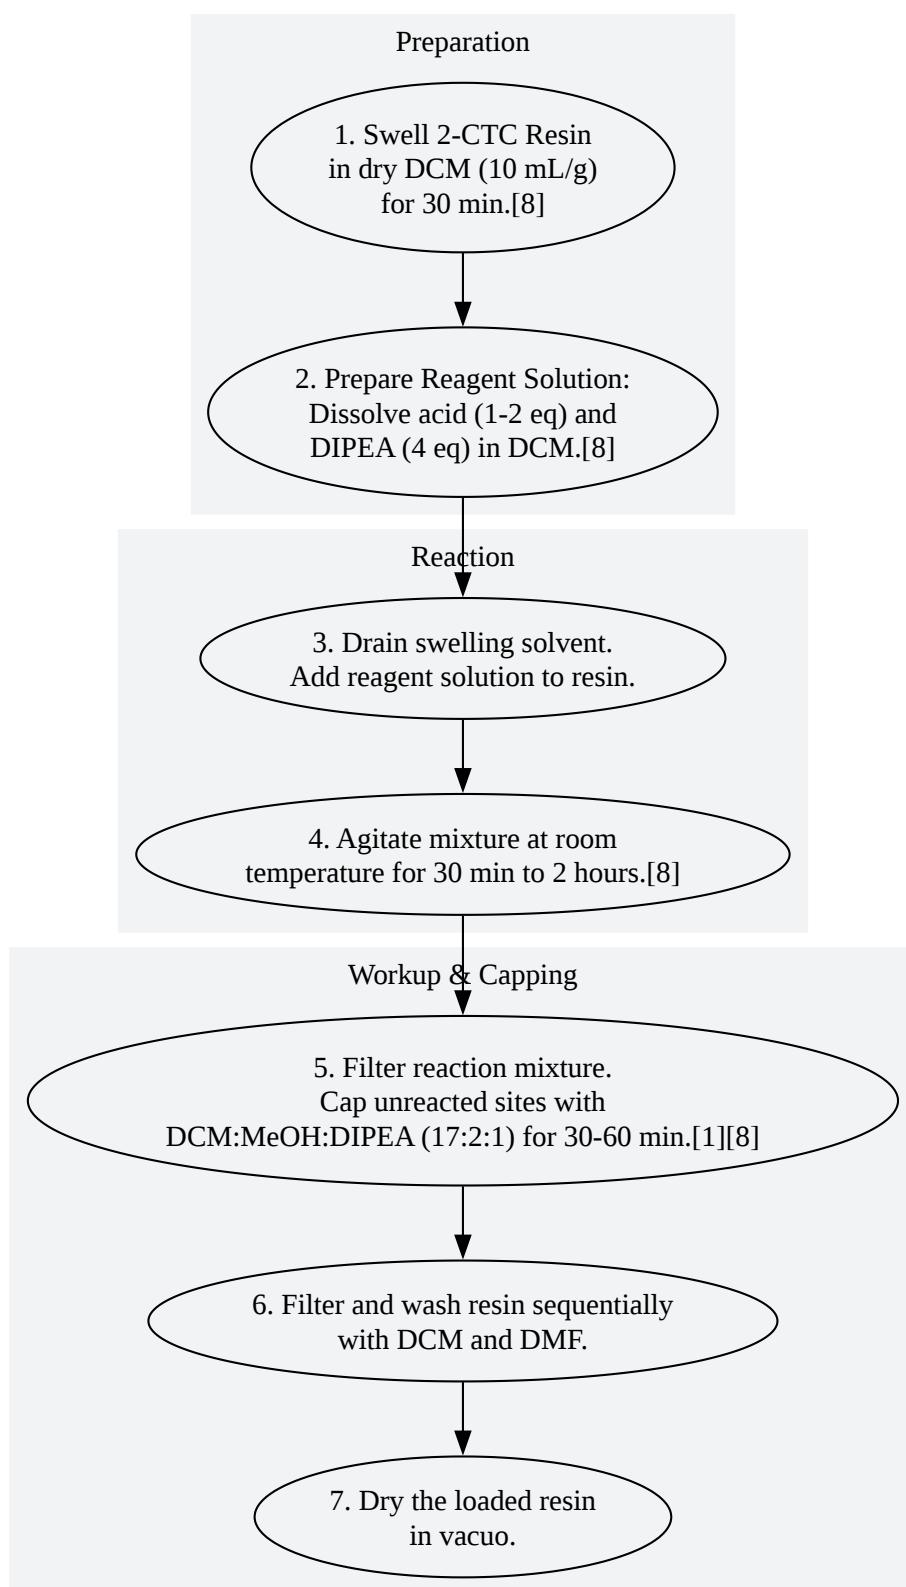 Preparation
1. Swell 2-CTC Resin
in dry DCM (10 mL/g)
for 30 min.[8]
2. Prepare Reagent Solution:
Dissolve acid (1-2 eq) and
DIPEA (4 eq) in DCM.[8]
Reaction
3. Drain swelling solvent.
Add reagent solution to resin.
4. Agitate mixture at room
temperature for 30 min to 2 hours.[8]
Workup & Capping
5. Filter reaction mixture.
Cap unreacted sites with
DCM:MeOH:DIPEA (17:2:1) for 30-60 min.[1][8]
6. Filter and wash resin sequentially
with DCM and DMF.
7. Dry the loaded resin
in vacuo.